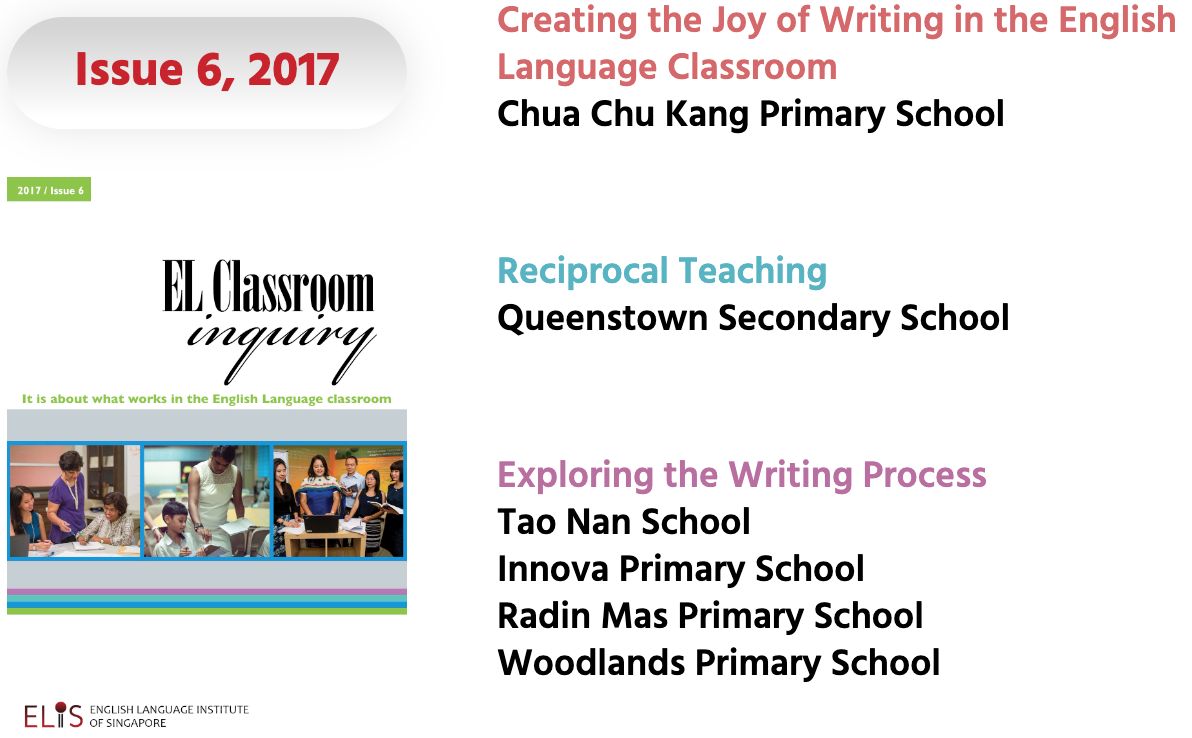 Issue 6, 2017
2017 / Issue 6
EL Classroom
inquiry
It is about what works in the English Language classroom
ELiS ENGLISH LANGUAGE INSTITUTE
OF SINGAPORE
Creating the Joy of Writing in the English
Language Classroom
Chua Chu Kang Primary School
Reciprocal Teaching
Queenstown Secondary School
Exploring the Writing Process
Tao Nan School
Innova Primary School
Radin Mas Primary School
Woodlands Primary School